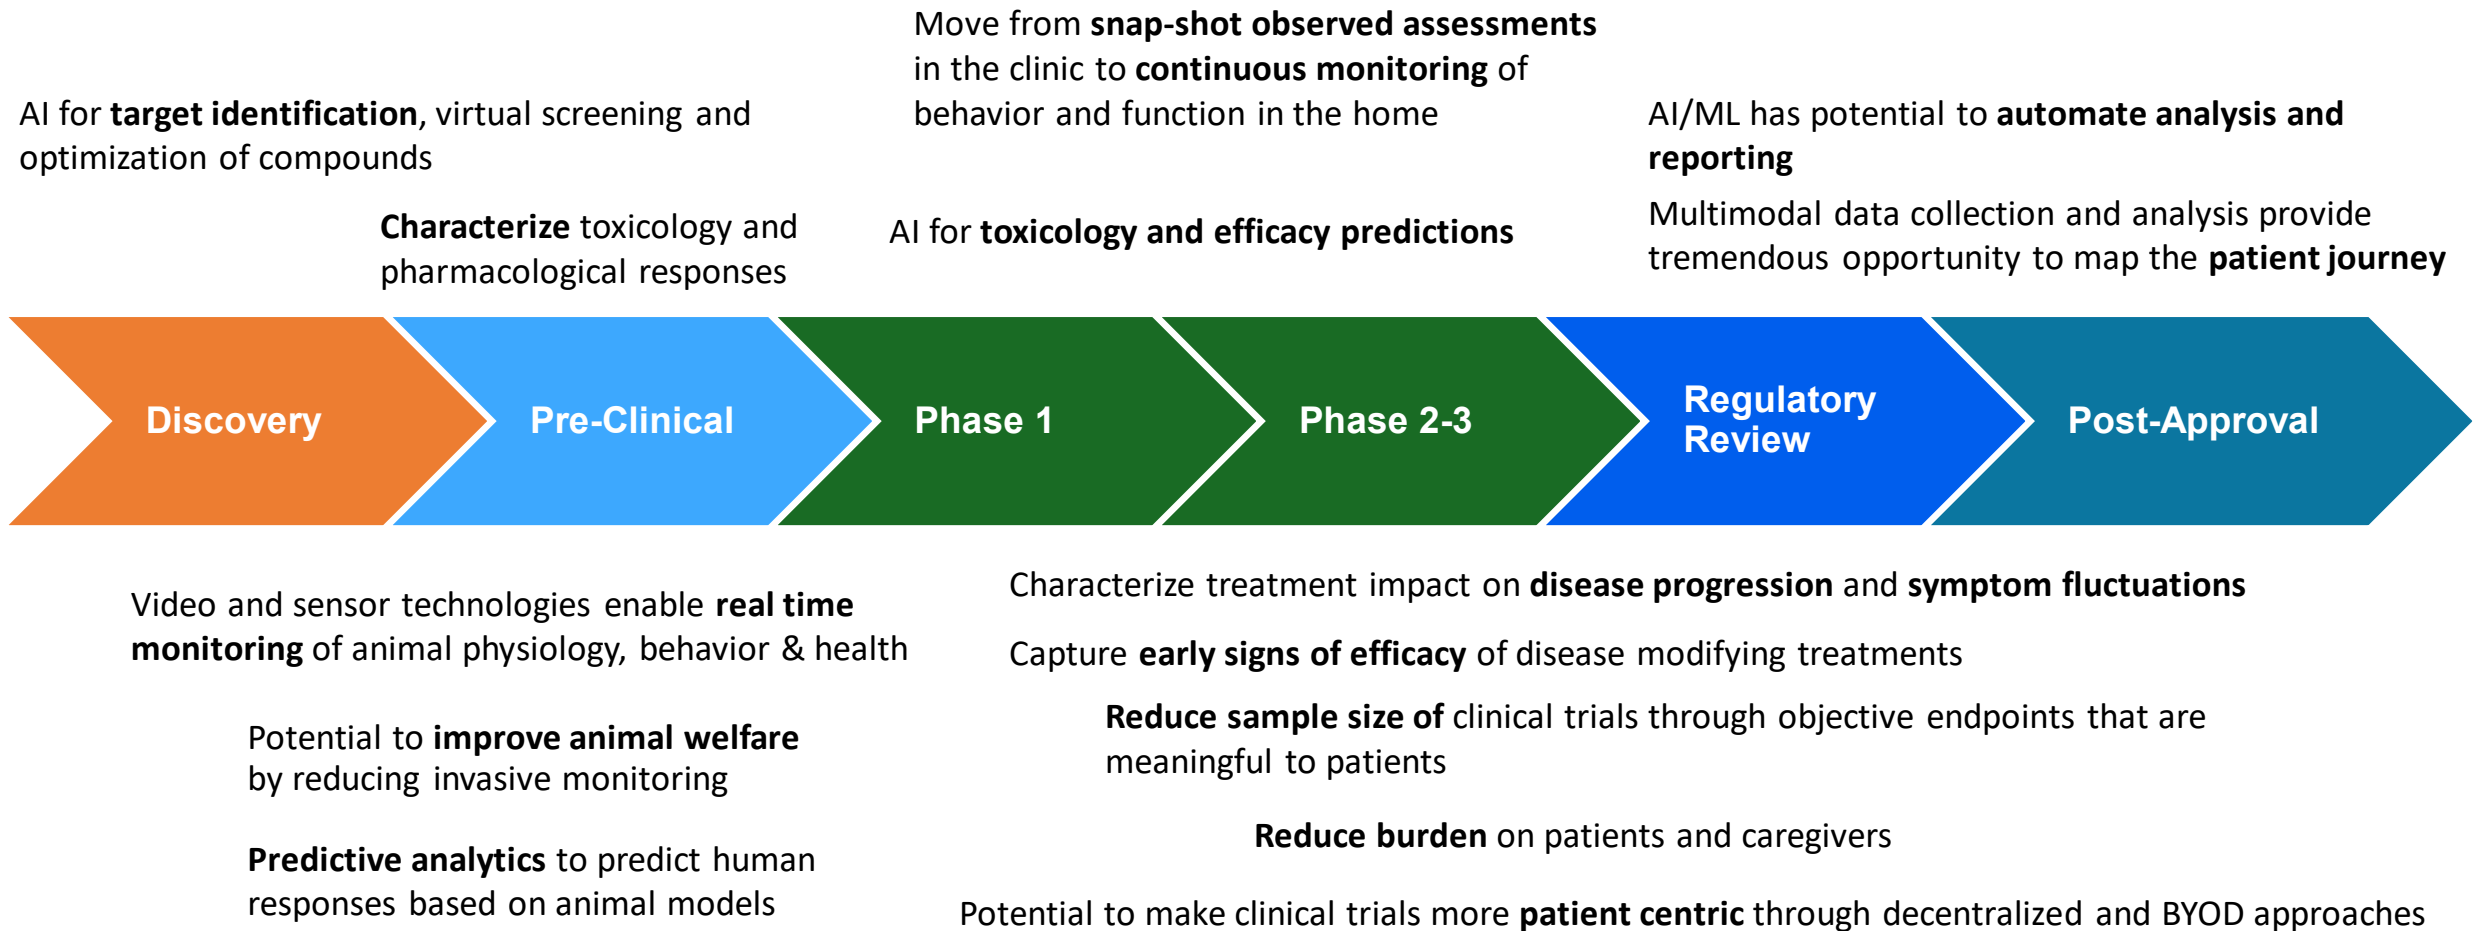 Move from snap-shot observed assessments
in the clinic to continuous monitoring of
behavior and function in the home
AI for target identification, virtual screening and
optimization of compounds
AI/ML has potential to automate analysis and
reporting
Characterize toxicology and
pharmacological responses
AI for toxicology and efficacy predictions
Multimodal data collection and analysis provide
tremendous opportunity to map the patient journey
Discovery
Pre-Clinical
Phase 1
Phase 2-3
Regulatory
Review
Post-Approval
Video and sensor technologies enable real time
monitoring of animal physiology, behavior & health
Potential to improve animal welfare
by reducing invasive monitoring
Predictive analytics to predict human
responses based on animal models
Characterize treatment impact on disease progression and symptom fluctuations
Capture early signs of efficacy of disease modifying treatments
Reduce sample size of clinical trials through objective endpoints that are
meaningful to patients
Reduce burden on patients and caregivers
Potential to make clinical trials more patient centric through decentralized and BYOD approaches